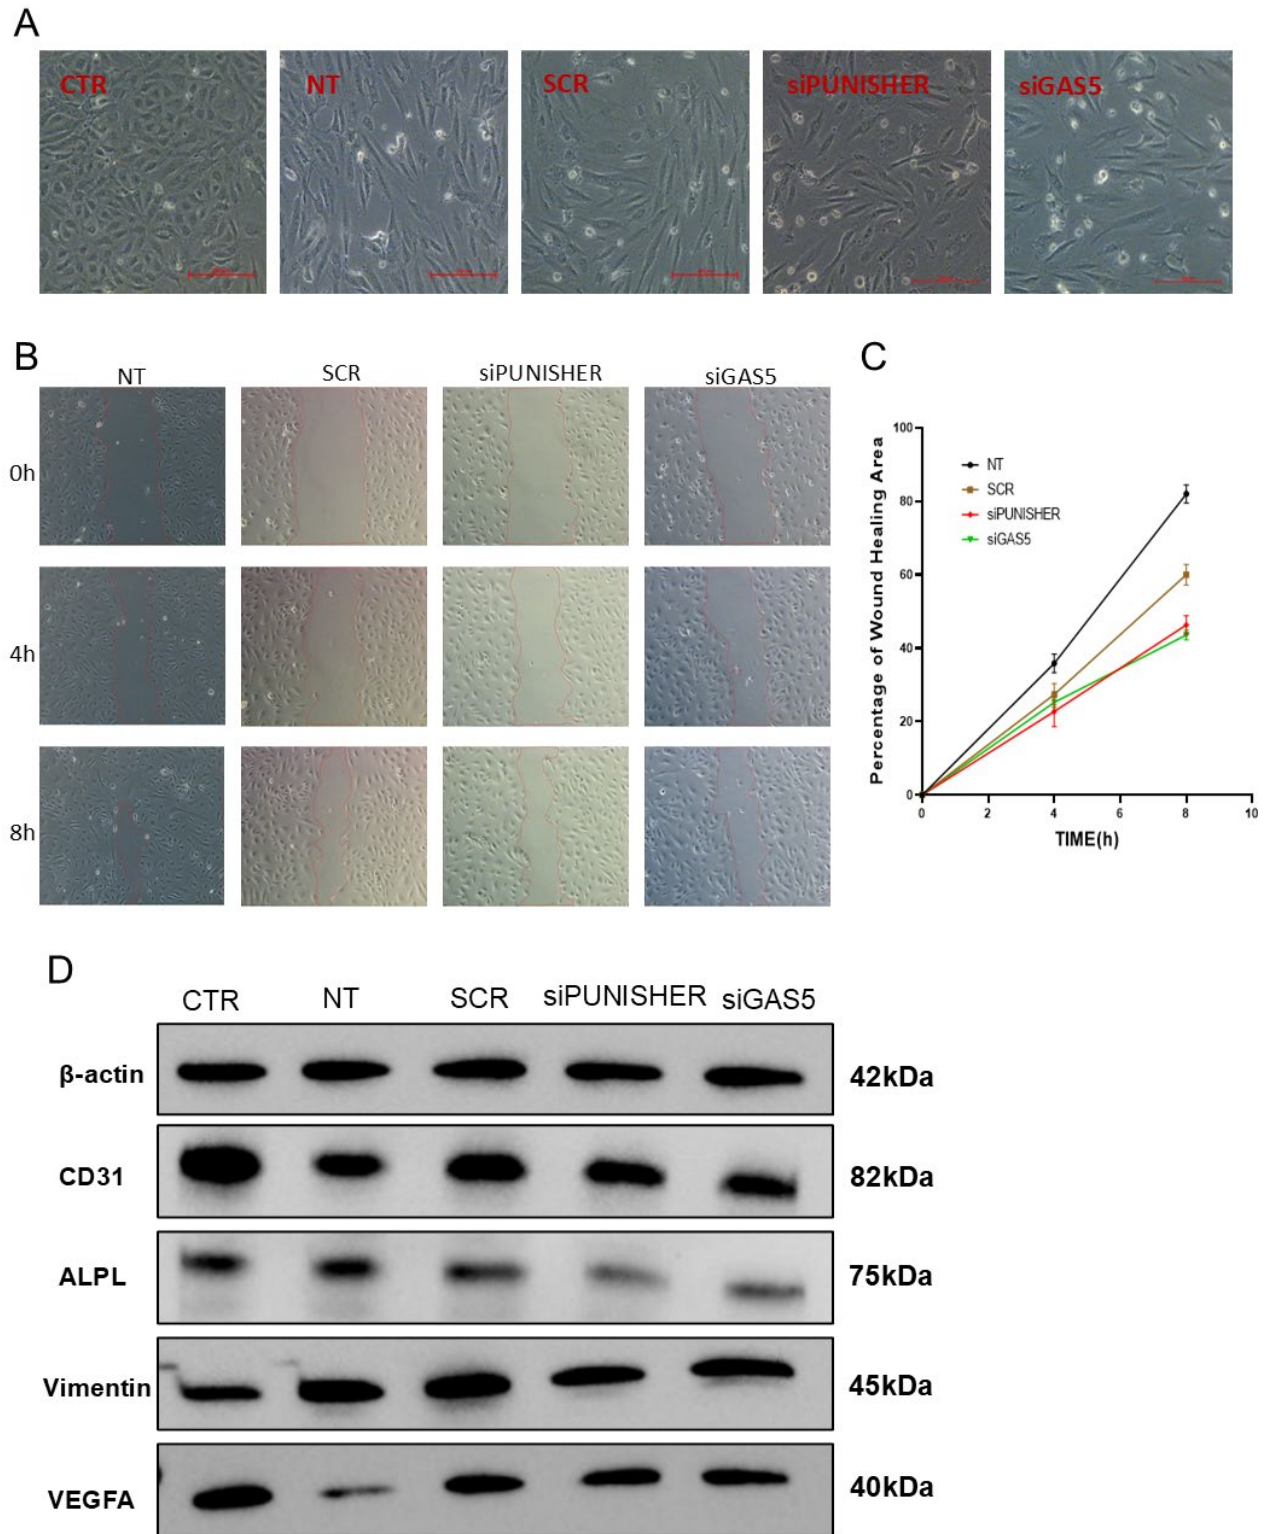 A
CTR
NT
SCR
siPUNISHER
siGAS5
B
NT
SCR
siPUNISHER
siGAS5
0h
4h
8h
C
Percentage of Wound Healing Area
100
80
60
40
20
0
NT
SCR
siPUNISHER
siGAS5
0 2 4 6 8 10
TIME(h)
D
CTR NT SCR siPUNISHER siGAS5
β-actin 42kDa
CD31 82kDa
ALPL 75kDa
Vimentin 45kDa
VEGFA 40kDa